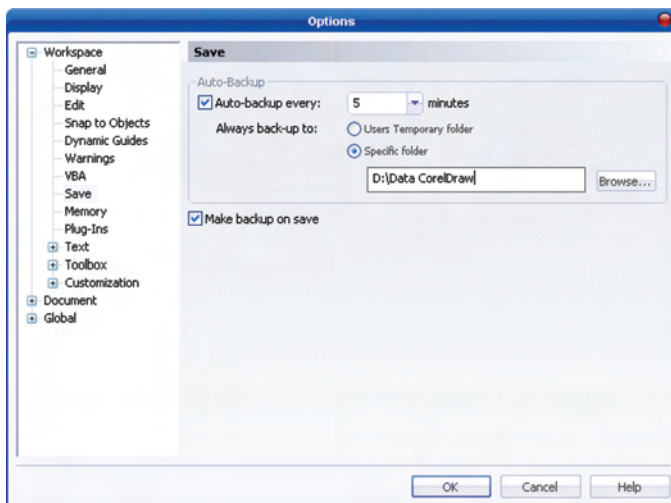 Options
Workspace
General
Display
Edit
Snap to Objects
Dynamic Guides
Warnings
VBA
Save
Memory
Plug-Ins
Text
Toolbox
Customization
Document
Global
Save
Auto-Backup
Auto-backup every: 5 minutes
Always back-up to: Users Temporary folder
Specific folder
D:\Data CorelDraw
Browse...
Make backup on save
OK Cancel Help